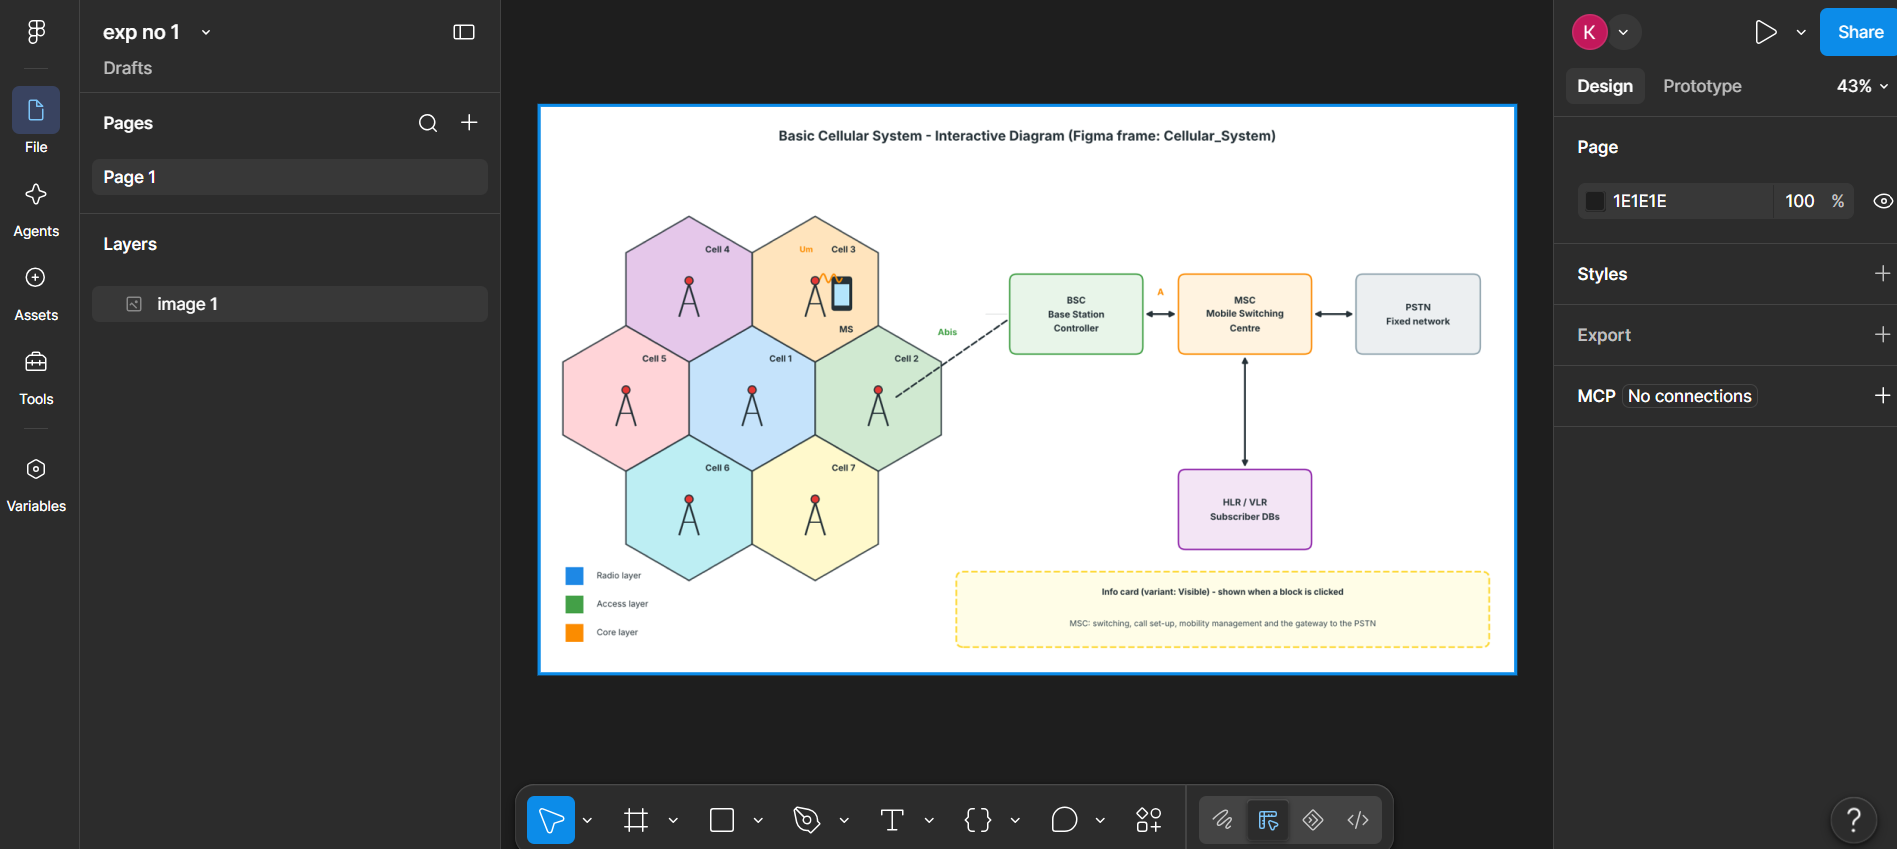 exp no 1
Drafts
File
Agents
Assets
Tools
Variables
Pages
Page 1
Layers
image 1
Basic Cellular System - Interactive Diagram (Figma frame: Cellular_System)
Cell 4
Um
Cell 3
MS
Cell 5
Cell 1
Cell 2
Cell 6
Cell 7
Abis
BSC
Base Station
Controller
A
MSC
Mobile Switching
Centre
PSTN
Fixed network
HLR / VLR
Subscriber DBs
Radio layer
Access layer
Core layer
Info card (variant: Visible) - shown when a block is clicked
MSC: switching, call set-up, mobility management and the gateway to the PSTN
K
Share
Design
Prototype
43%
Page
1E1E1E
100 %
Styles
Export
MCP No connections
?